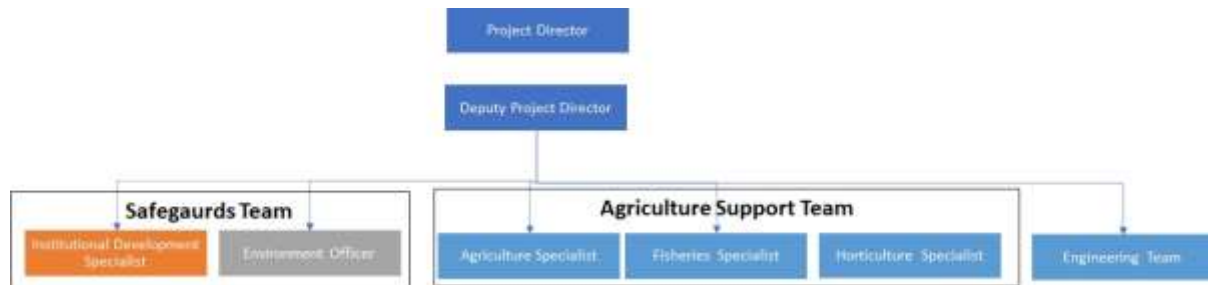 Project Director
Deputy Project Director
Safegaurds Team
Agriculture Support Team
Institutional Development
Specialist
Environment Officer
Agriculture Specialist
Fisheries Specialist
Horticulture Specialist
Engineering Team